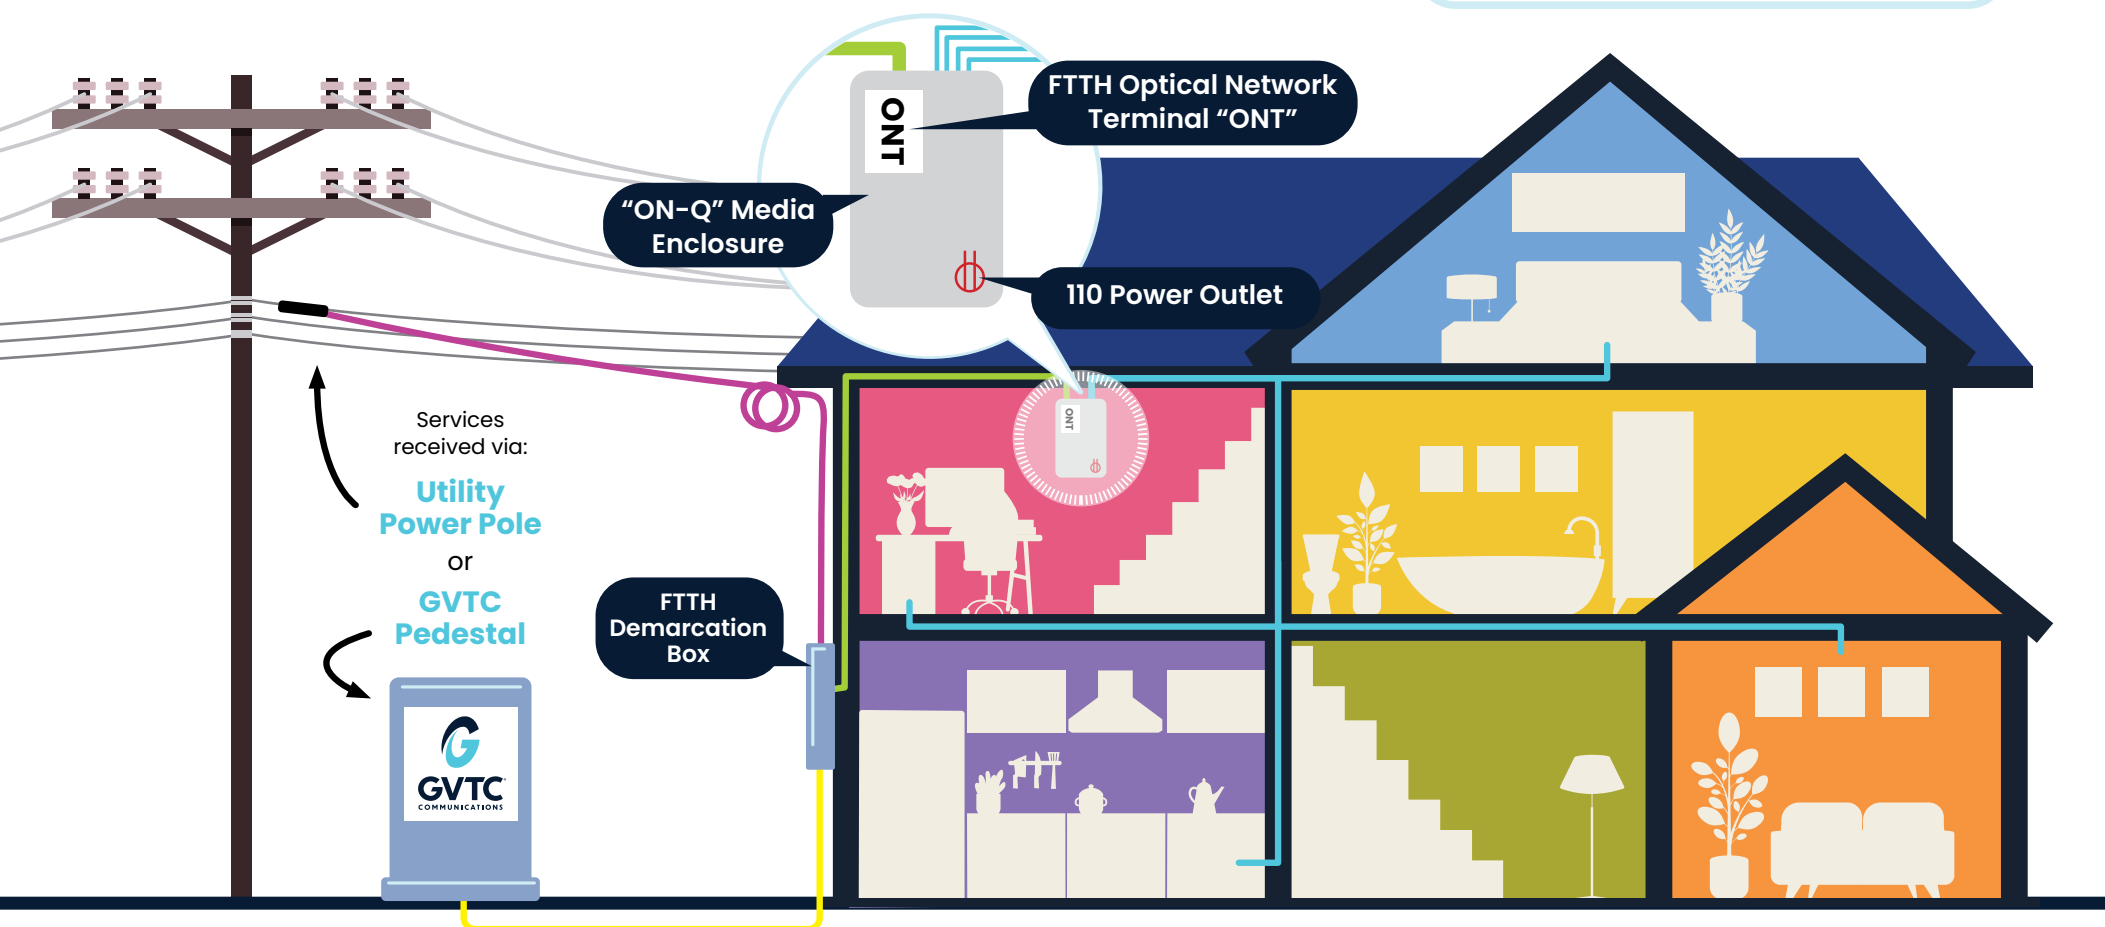 ONT
FTTH Optical Network
Terminal “ONT”
“ON-Q” Media
Enclosure
110 Power Outlet
ONT
Services
received via:
Utility
Power Pole
or
GVTC
Pedestal
FTTH
Demarcation
Box
GVTC
COMMUNICATIONS